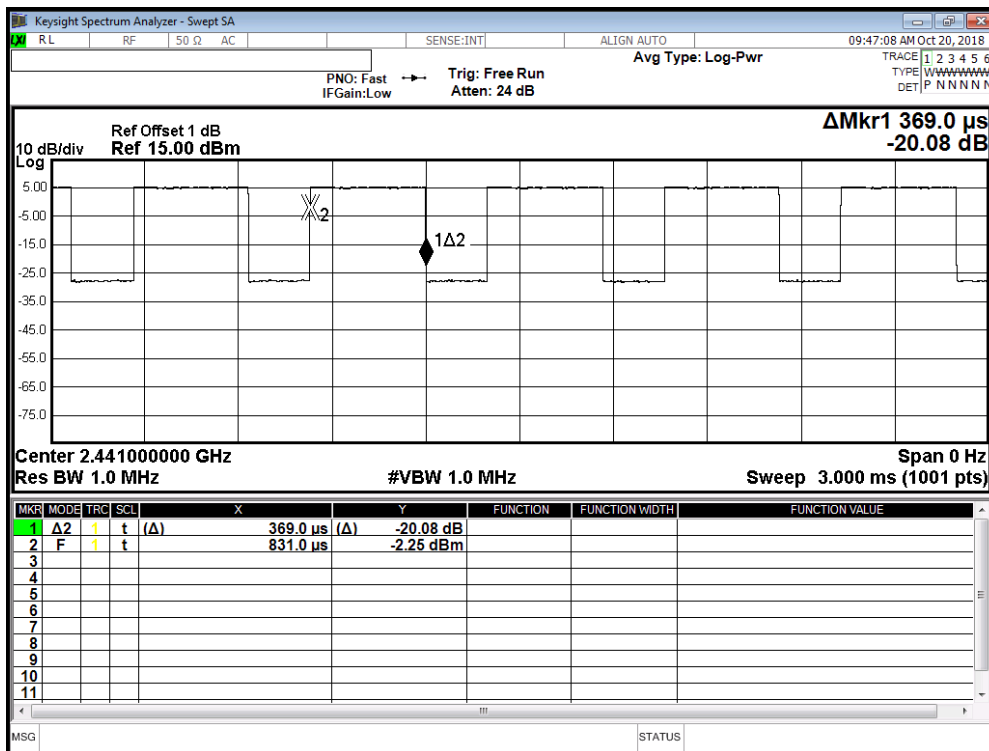 Keysight Spectrum Analyzer - Swept SA
LXI RL RF 50 Ω AC SENSE:INT ALIGN AUTO 09:47:08 AM Oct 20, 2018
PNO: Fast
IFGain:Low
Trig: Free Run
Atten: 24 dB
Avg Type: Log-Pwr
TRACE 1 2 3 4 5 6
TYPE WWWWWW
DET P N N N N N
ΔMkr1 369.0 µs
-20.08 dB
Ref Offset 1 dB
10 dB/div Ref 15.00 dBm
Log
5.00
-5.00
-15.0
-25.0
-35.0
-45.0
-55.0
-65.0
-75.0
2
1Δ2
Center 2.441000000 GHz Span 0 Hz
Res BW 1.0 MHz #VBW 1.0 MHz Sweep 3.000 ms (1001 pts)
MKR MODE TRC SCL X Y FUNCTION FUNCTION WIDTH FUNCTION VALUE
1 Δ2 1 t (Δ) 369.0 µs (Δ) -20.08 dB
2 F 1 t 831.0 µs -2.25 dBm
3
4
5
6
7
8
9
10
11
MSG STATUS